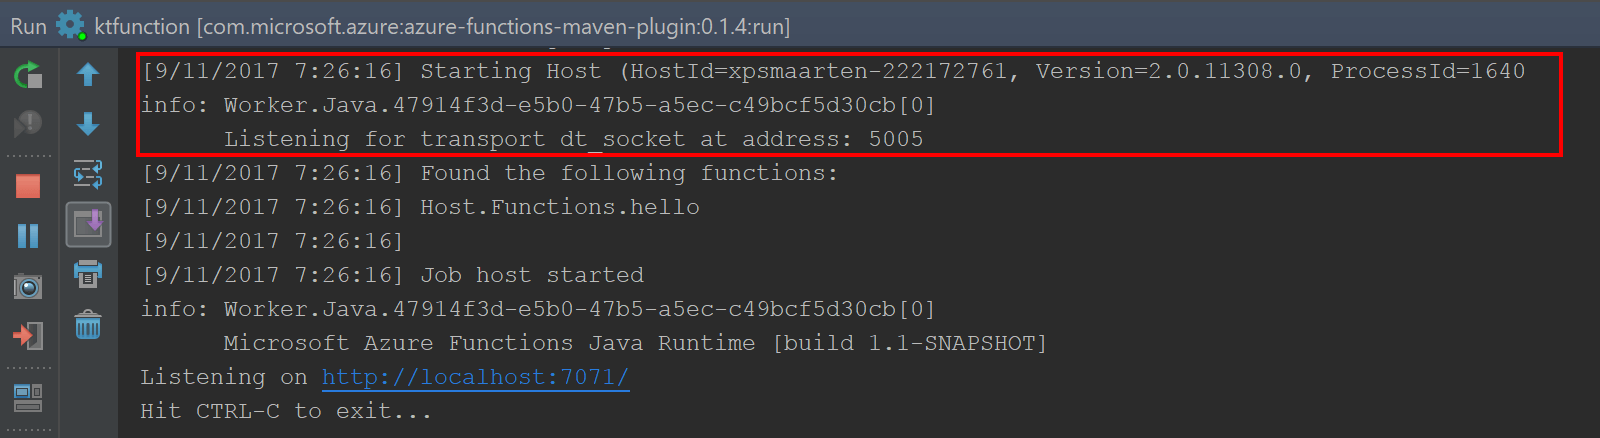 Run ktfunction [com.microsoft.azure:azure-functions-maven-plugin:0.1.4:run]
[9/11/2017 7:26:16] Starting Host (HostId=xpsmaarten-222172761, Version=2.0.11308.0, ProcessId=1640
info: Worker.Java.47914f3d-e5b0-47b5-a5ec-c49bcf5d30cb[0]
Listening for transport dt_socket at address: 5005
[9/11/2017 7:26:16] Found the following functions:
[9/11/2017 7:26:16] Host.Functions.hello
[9/11/2017 7:26:16]
[9/11/2017 7:26:16] Job host started
info: Worker.Java.47914f3d-e5b0-47b5-a5ec-c49bcf5d30cb[0]
Microsoft Azure Functions Java Runtime [build 1.1-SNAPSHOT]
Listening on http://localhost:7071/
Hit CTRL-C to exit...